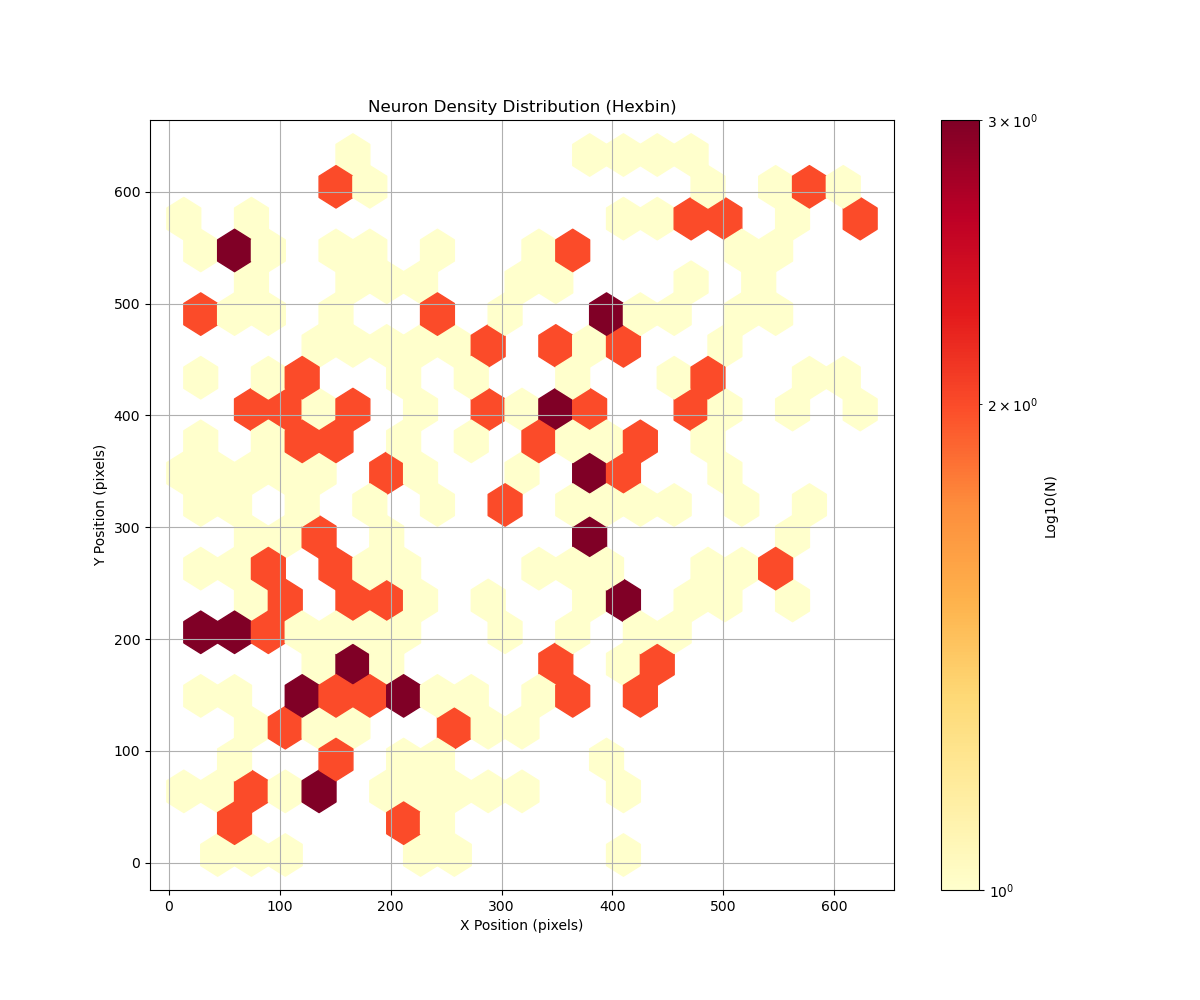 Neuron Density Distribution (Hexbin)
600
500
400
300
200
100
0
Y Position (pixels)
0 100 200 300 400 500 600
X Position (pixels)
3 × 10⁰
2 × 10⁰
10⁰
Log10(N)